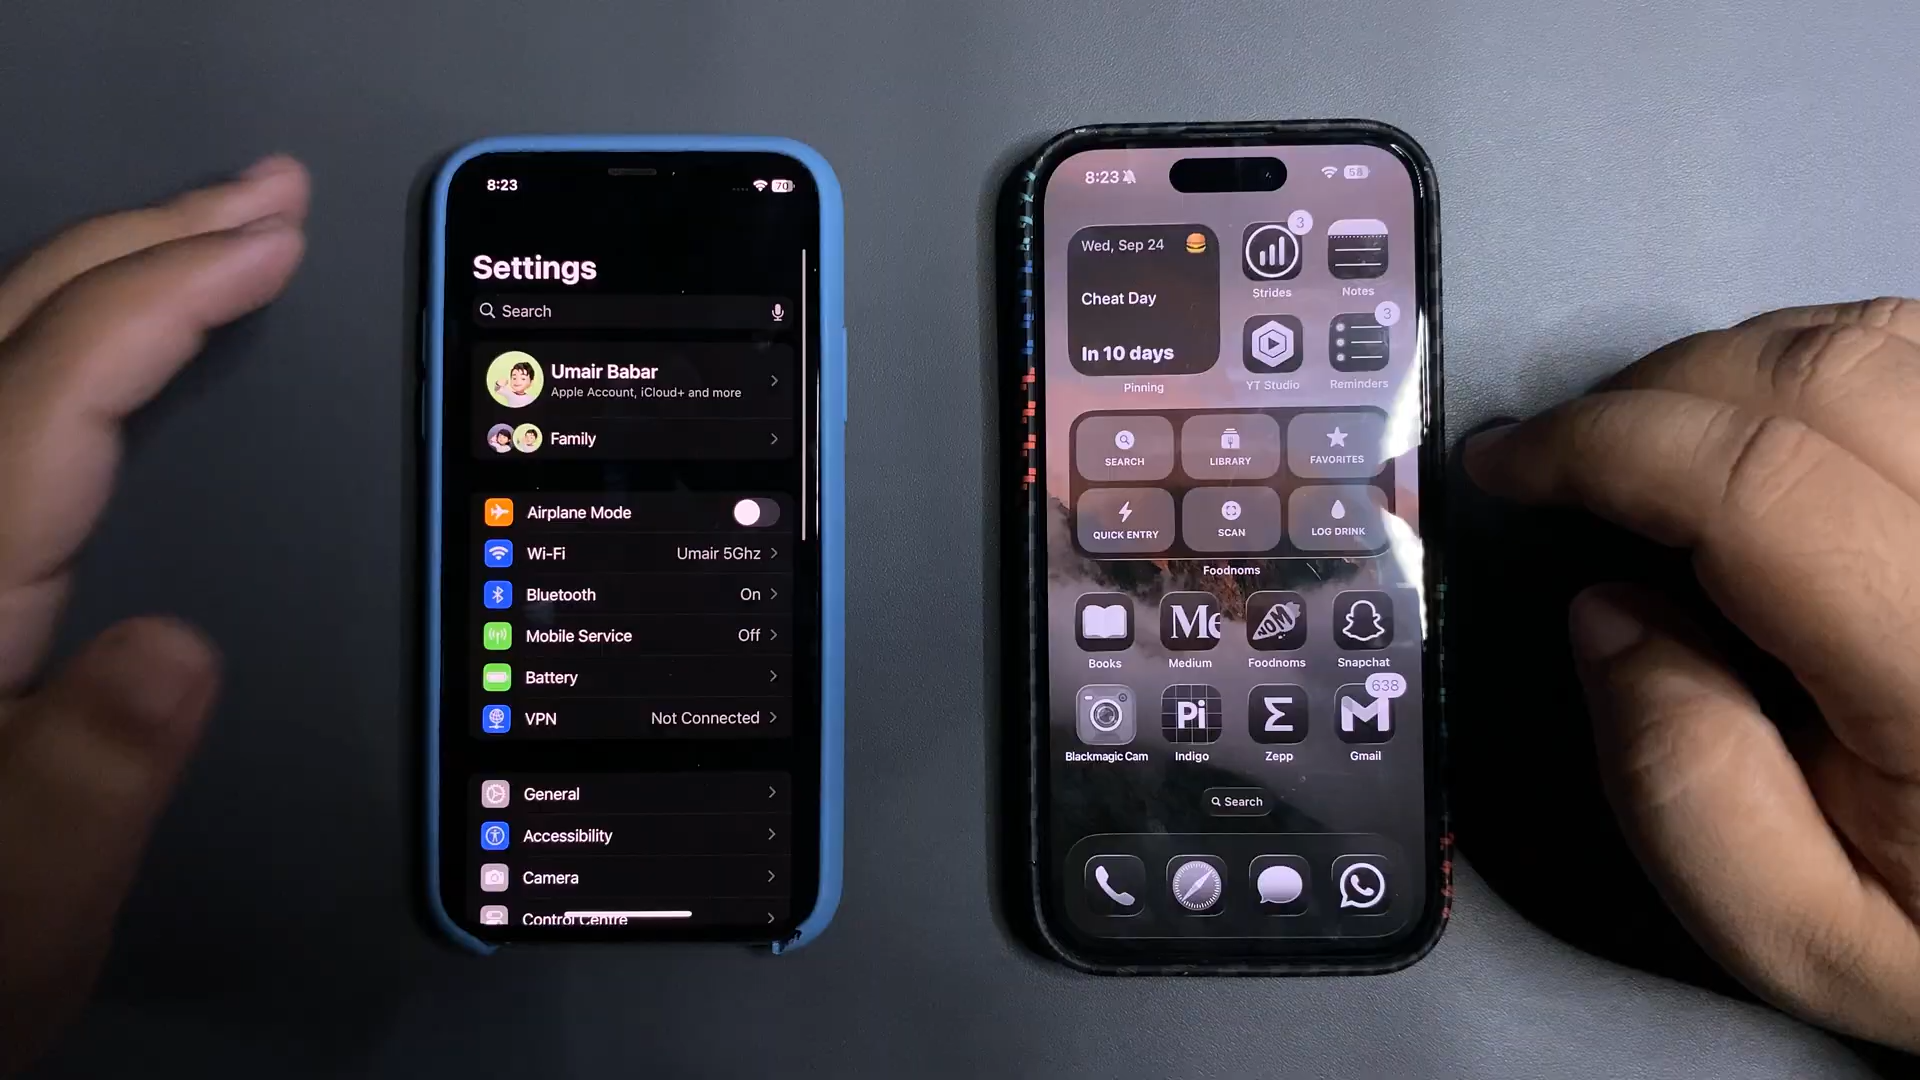 8:23
70
Settings
Search
Umair Babar
Apple Account, iCloud+ and more
Family
Airplane Mode
Wi-Fi
Umair 5Ghz
Bluetooth
On
Mobile Service
Off
Battery
VPN
Not Connected
General
Accessibility
Camera
Control Centre
8:23
58
Wed, Sep 24
Cheat Day
In 10 days
Pinning
3
Strides
Notes
YT Studio
3
Reminders
SEARCH
LIBRARY
FAVORITES
QUICK ENTRY
SCAN
LOG DRINK
Foodnoms
Me
NOMS
Books
Medium
Foodnoms
Snapchat
Pi
638
Blackmagic Cam
Indigo
Zepp
Gmail
Search